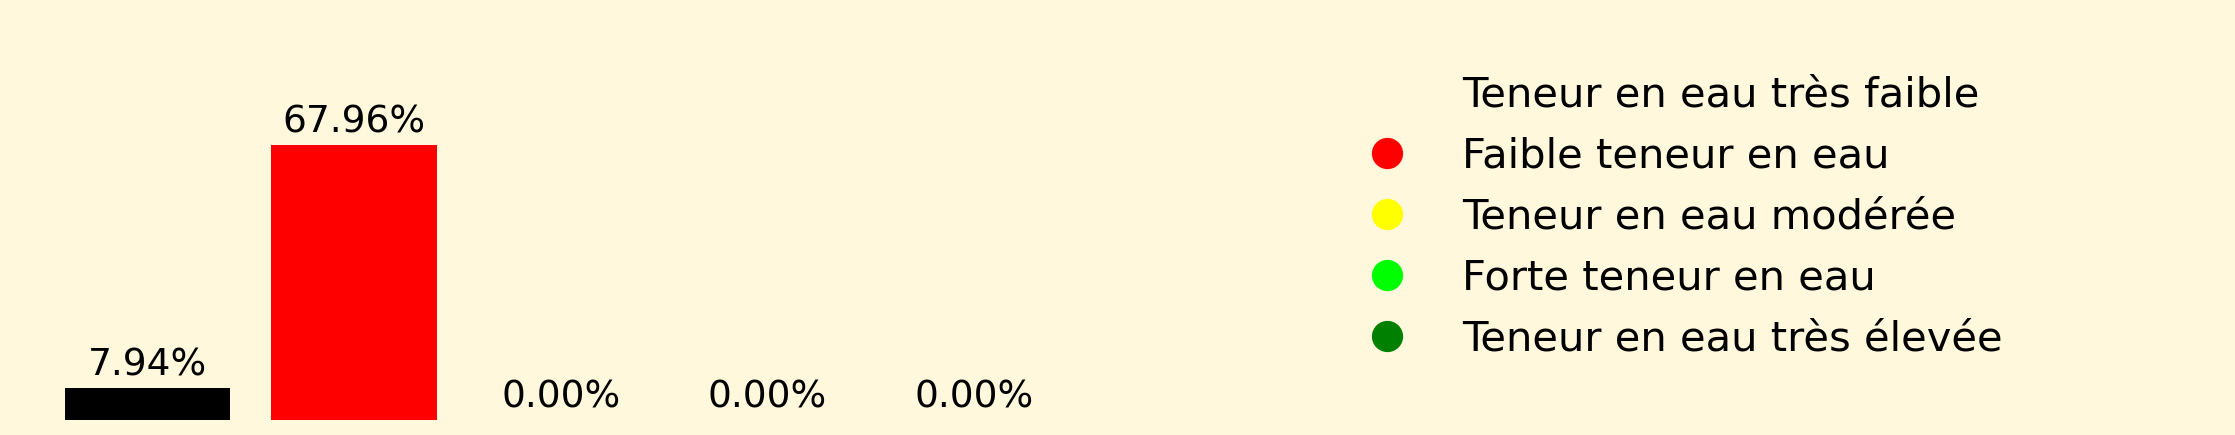 67.96%
7.94%
0.00%
0.00%
0.00%
Teneur en eau très faible
Faible teneur en eau
Teneur en eau modérée
Forte teneur en eau
Teneur en eau très élevée